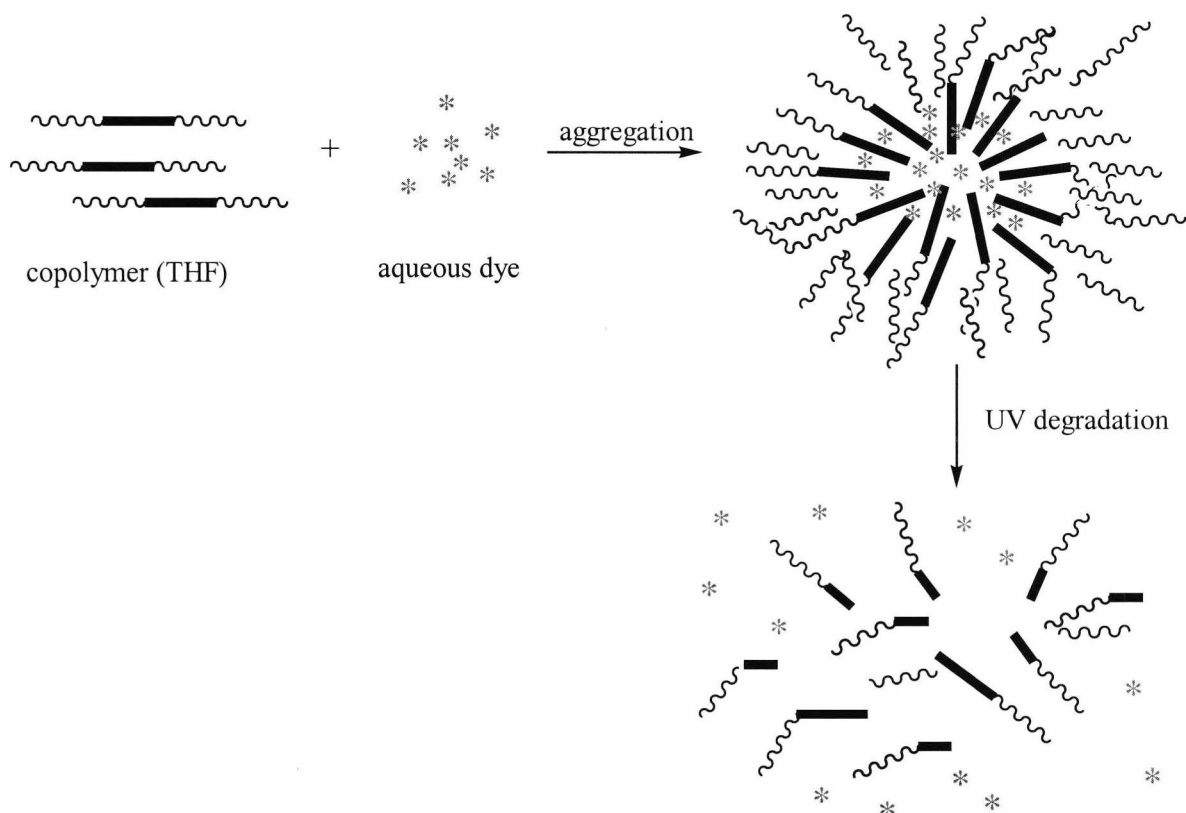 copolymer (THF)
+
aqueous dye
aggregation
UV degradation